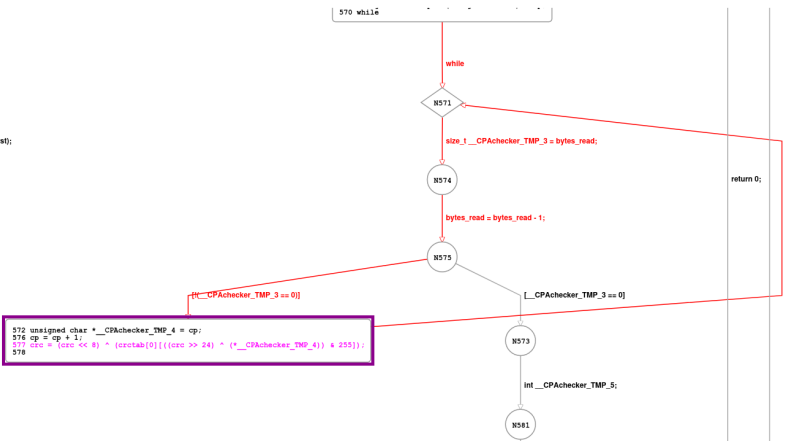 570 while
while
N571
st);
size_t __CPAchecker_TMP_3 = bytes_read;
N574
return 0;
bytes_read = bytes_read - 1;
N575
[!(__CPAchecker_TMP_3 == 0)]
[__CPAchecker_TMP_3 == 0]
572 unsigned char *__CPAchecker_TMP_4 = cp;
576 cp = cp + 1;
577 crc = (crc << 8) ^ (crctab[0][((crc >> 24) ^ (*__CPAchecker_TMP_4)) & 255]);
578
N573
int __CPAchecker_TMP_5;
N581